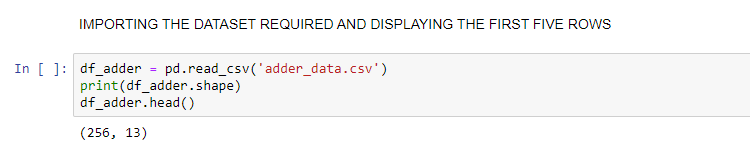 IMPORTING THE DATASET REQUIRED AND DISPLAYING THE FIRST FIVE ROWS
In [ ]: df_adder = pd.read_csv('adder_data.csv')
print(df_adder.shape)
df_adder.head()
(256, 13)